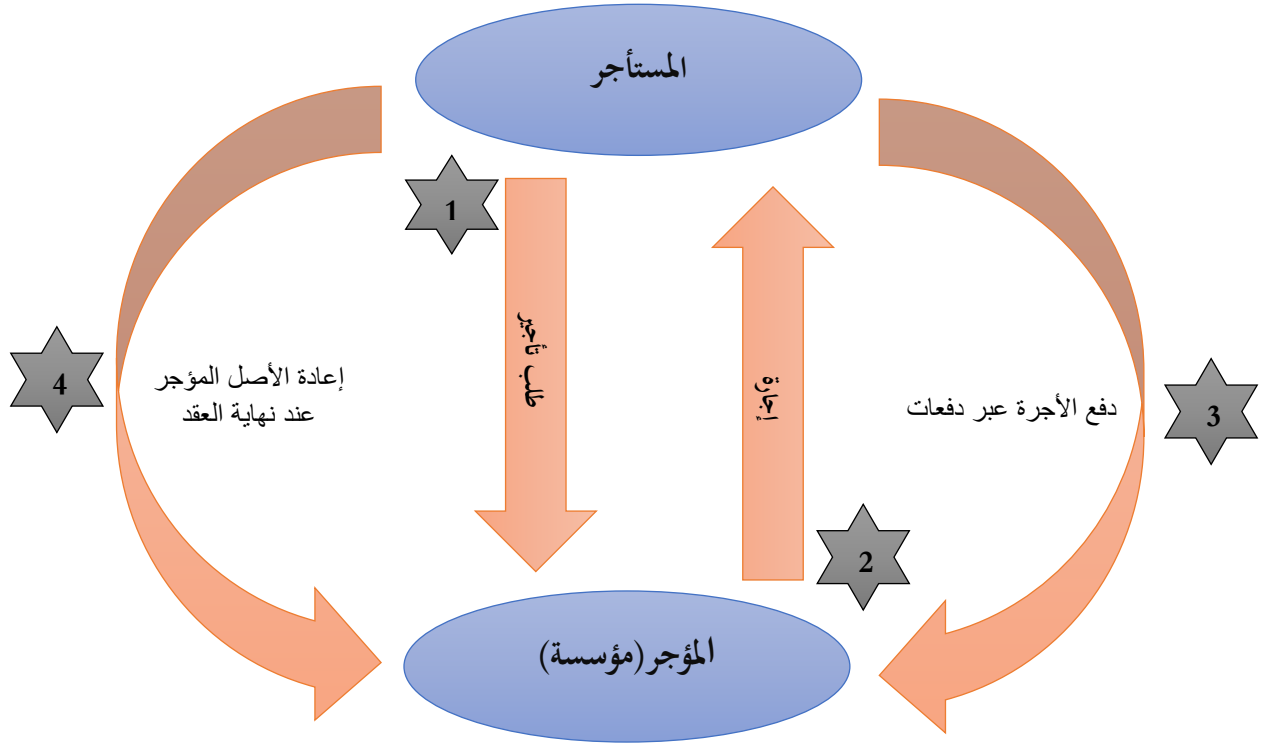 المستأجر
1
طلب تأجير
2
إجارة
3
دفع الأجرة عبر دفعات
4
إعادة الأصل المؤجر
عند نهاية العقد
المؤجر(مؤسسة)